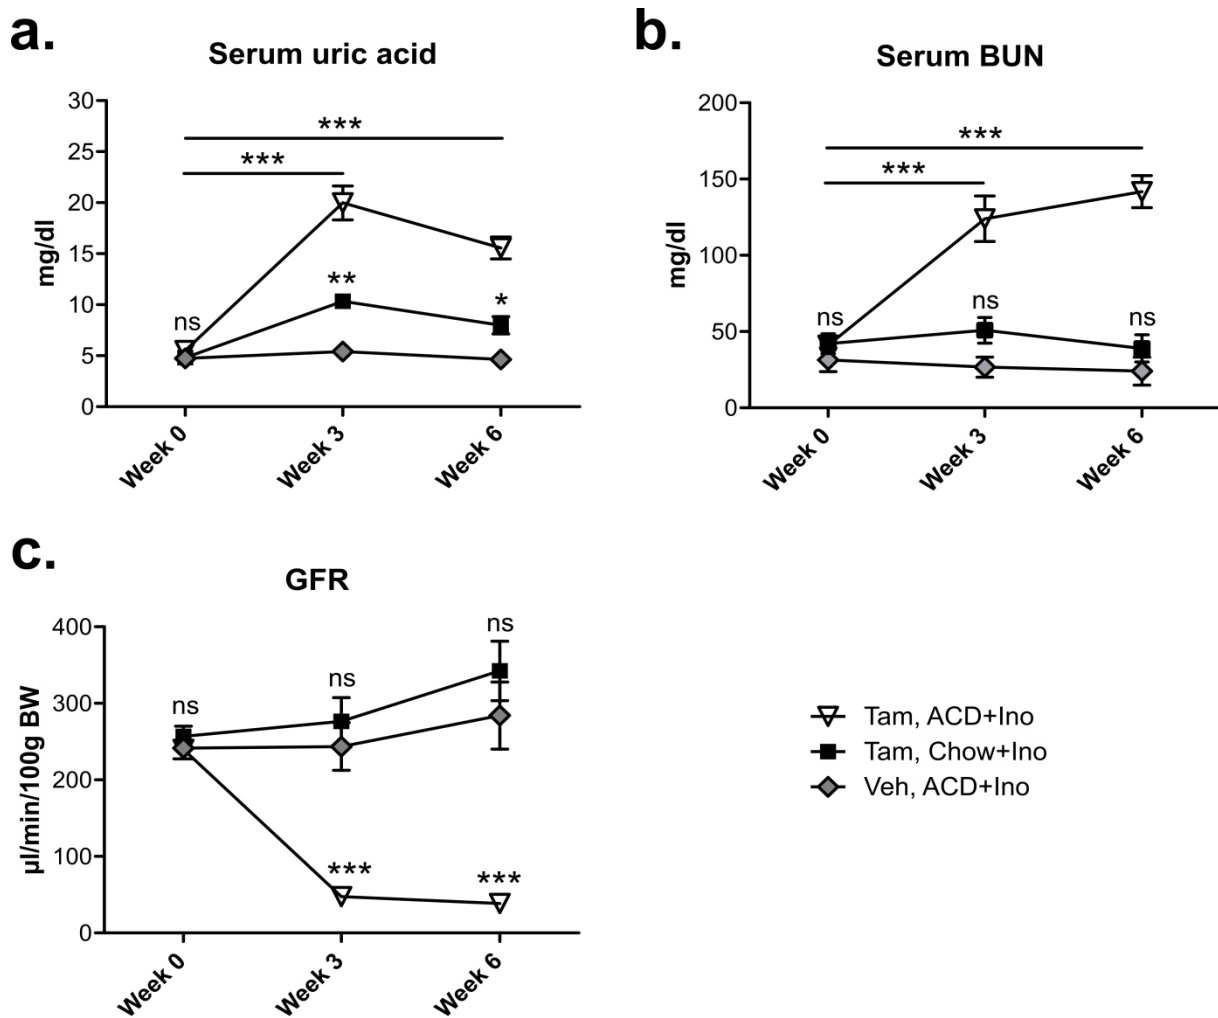 a.
Serum uric acid
30
25
20
15
10
5
0
mg/dl
***
***
ns
**
*
Week 0
Week 3
Week 6
b.
Serum BUN
200
150
100
50
0
mg/dl
***
***
ns
ns
ns
Week 0
Week 3
Week 6
c.
GFR
400
300
200
100
0
µl/min/100g BW
ns
ns
ns
***
***
Week 0
Week 3
Week 6
Tam, ACD+Ino
Tam, Chow+Ino
Veh, ACD+Ino